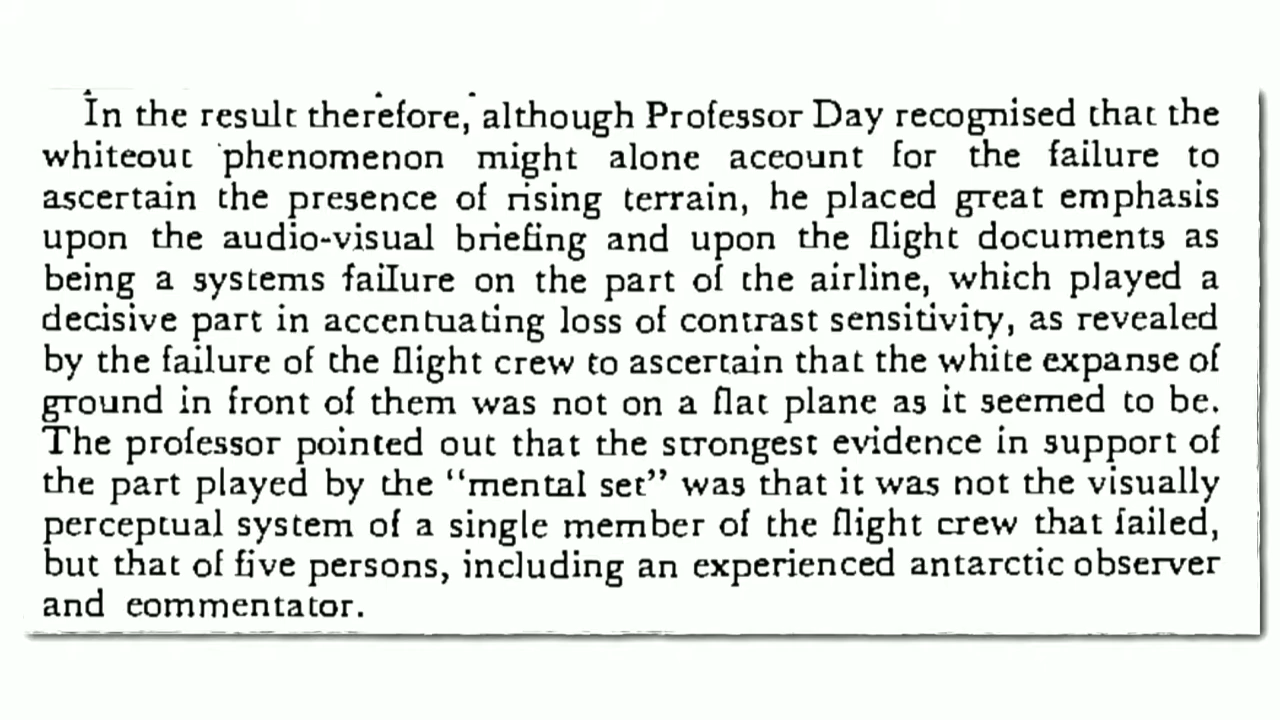 In the result therefore, although Professor Day recognised that the
whiteout phenomenon might alone account for the failure to
ascertain the presence of rising terrain, he placed great emphasis
upon the audio-visual briefing and upon the flight documents as
being a systems failure on the part of the airline, which played a
decisive part in accentuating loss of contrast sensitivity, as revealed
by the failure of the flight crew to ascertain that the white expanse of
ground in front of them was not on a flat plane as it seemed to be.
The professor pointed out that the strongest evidence in support of
the part played by the “mental set” was that it was not the visually
perceptual system of a single member of the flight crew that failed,
but that of five persons, including an experienced antarctic observer
and commentator.